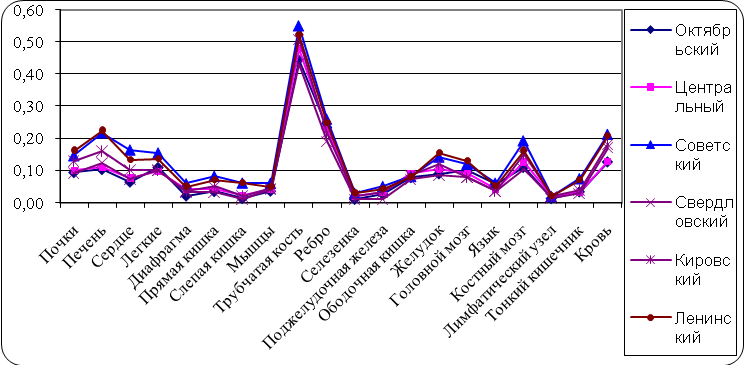 0,60
0,50
0,40
0,30
0,20
0,10
0,00
Почки
Печень
Сердце
Легкие
Диафрагма
Прямая кишка
Слепая кишка
Мышцы
Трубчатая кость
Ребро
Селезенка
Поджелудочная железа
Ободочная кишка
Желудок
Головной мозг
Язык
Костный мозг
Лимфатический узел
Тонкий кишечник
Кровь
Октябр
ьский
Центра
льный
Советс
кий
Свердл
овский
Кировс
кий
Ленинс
кий